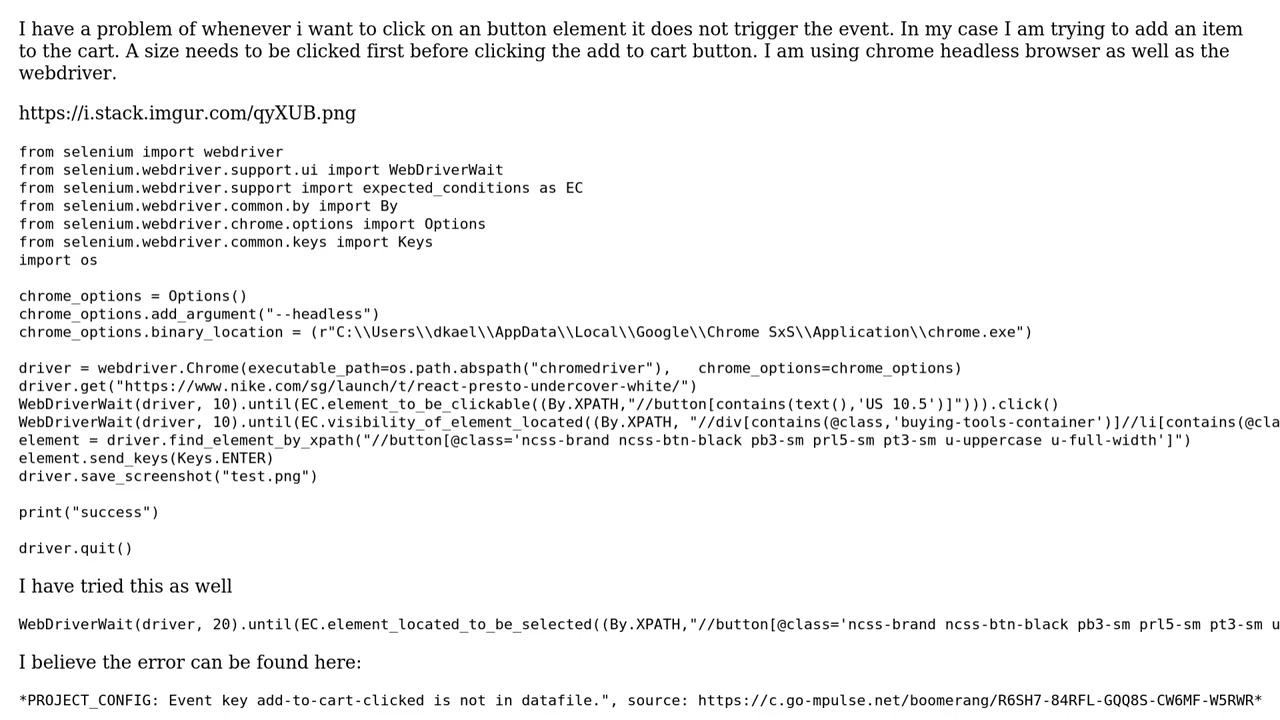 I have a problem of whenever i want to click on an button element it does not trigger the event. In my case I am trying to add an item
to the cart. A size needs to be clicked first before clicking the add to cart button. I am using chrome headless browser as well as the
webdriver.
https://i.stack.imgur.com/qyXUB.png
from selenium import webdriver
from selenium.webdriver.support.ui import WebDriverWait
from selenium.webdriver.support import expected_conditions as EC
from selenium.webdriver.common.by import By
from selenium.webdriver.chrome.options import Options
from selenium.webdriver.common.keys import Keys
import os
chrome_options = Options()
chrome_options.add_argument("--headless")
chrome_options.binary_location = (r"C:\\Users\\dkael\\AppData\\Local\\Google\\Chrome SxS\\Application\\chrome.exe")
driver = webdriver.Chrome(executable_path=os.path.abspath("chromedriver"),   chrome_options=chrome_options)
driver.get("https://www.nike.com/sg/launch/t/react-presto-undercover-white/")
WebDriverWait(driver, 10).until(EC.element_to_be_clickable((By.XPATH,"//button[contains(text(),'US 10.5')]"))).click()
WebDriverWait(driver, 10).until(EC.visibility_of_element_located((By.XPATH, "//div[contains(@class,'buying-tools-container')]//li[contains(@cla
element = driver.find_element_by_xpath("//button[@class='ncss-brand ncss-btn-black pb3-sm prl5-sm pt3-sm u-uppercase u-full-width']")
element.send_keys(Keys.ENTER)
driver.save_screenshot("test.png")
print("success")
driver.quit()
I have tried this as well
WebDriverWait(driver, 20).until(EC.element_located_to_be_selected((By.XPATH,"//button[@class='ncss-brand ncss-btn-black pb3-sm prl5-sm pt3-sm u
I believe the error can be found here:
*PROJECT_CONFIG: Event key add-to-cart-clicked is not in datafile.", source: https://c.go-mpulse.net/boomerang/R6SH7-84RFL-GQQ8S-CW6MF-W5RWR*